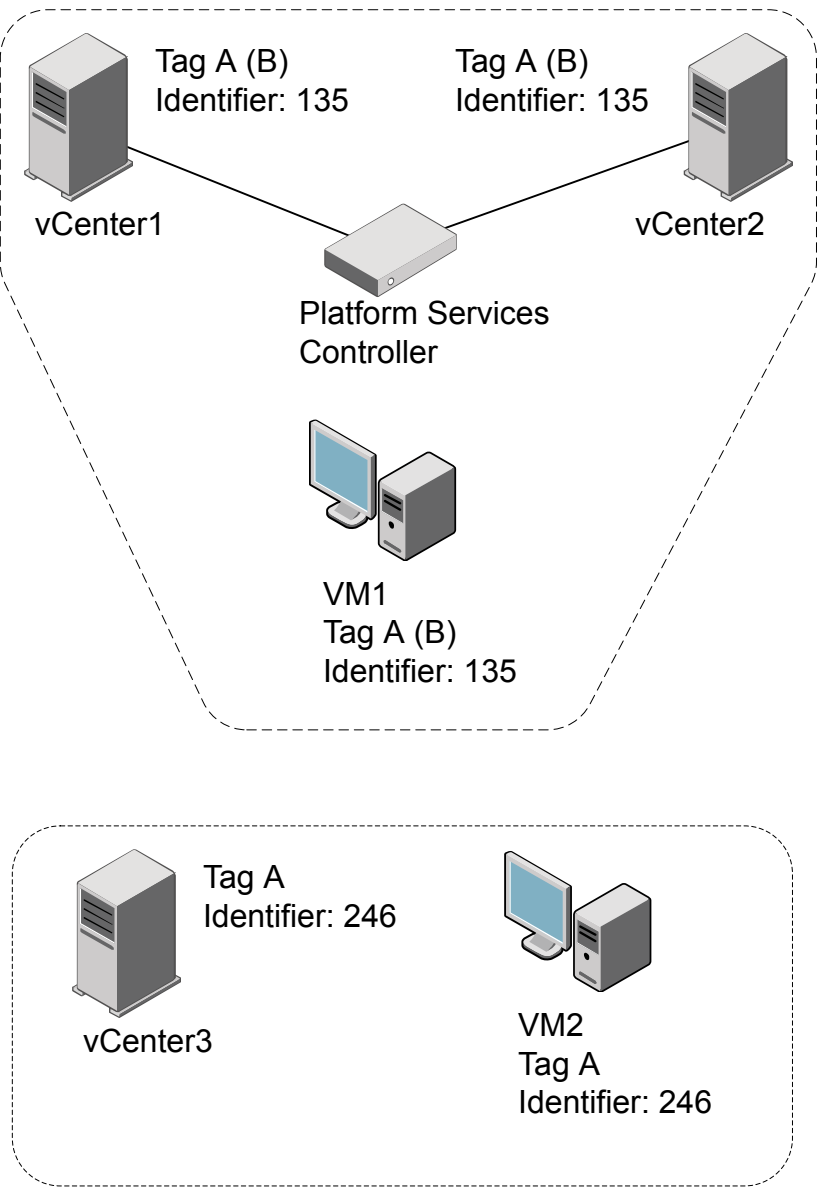 Tag A (B)
Identifier: 135
vCenter1
Tag A (B)
Identifier: 135
vCenter2
Platform Services
Controller
VM1
Tag A (B)
Identifier: 135
Tag A
Identifier: 246
vCenter3
VM2
Tag A
Identifier: 246